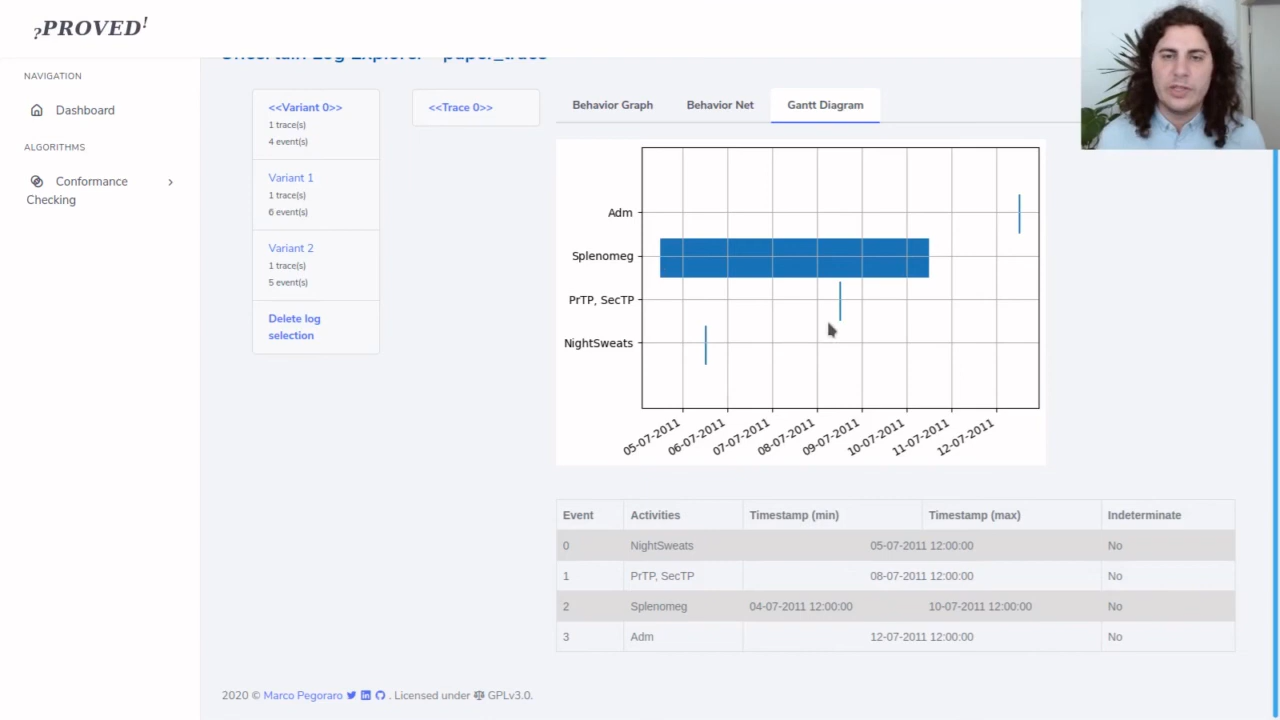 ?PROVED!
Uncertain Log Explorer - paper_trace
NAVIGATION
Dashboard
ALGORITHMS
Conformance
Checking
<<Variant 0>>
1 trace(s)
4 event(s)
Variant 1
1 trace(s)
6 event(s)
Variant 2
1 trace(s)
5 event(s)
Delete log
selection
<<Trace 0>>
Behavior Graph Behavior Net Gantt Diagram
Adm
Splenomeg
PrTP, SecTP
NightSweats
05-07-2011 06-07-2011 07-07-2011 08-07-2011 09-07-2011 10-07-2011 11-07-2011 12-07-2011
Event Activities Timestamp (min) Timestamp (max) Indeterminate
0 NightSweats 05-07-2011 12:00:00 No
1 PrTP, SecTP 08-07-2011 12:00:00 No
2 Splenomeg 04-07-2011 12:00:00 10-07-2011 12:00:00 No
3 Adm 12-07-2011 12:00:00 No
2020 © Marco Pegoraro . Licensed under GPLv3.0.